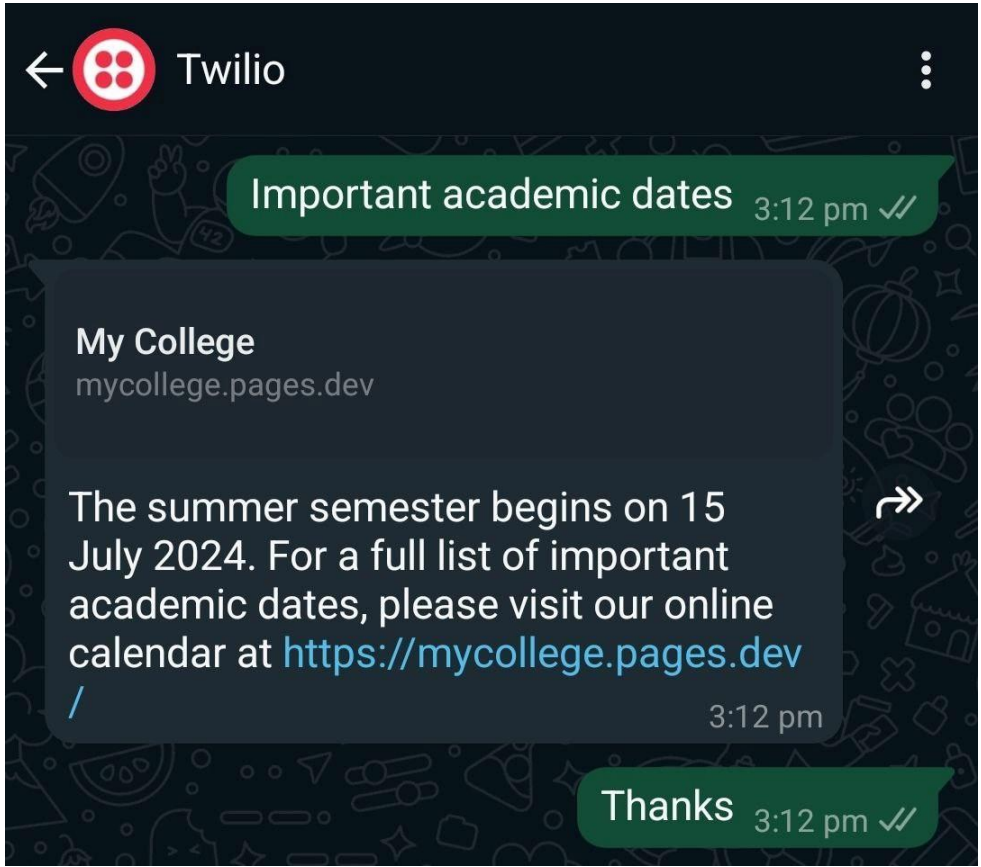 Twilio
Important academic dates 3:12 pm
My College
mycollege.pages.dev
The summer semester begins on 15
July 2024. For a full list of important
academic dates, please visit our online
calendar at https://mycollege.pages.dev
/
3:12 pm
Thanks 3:12 pm